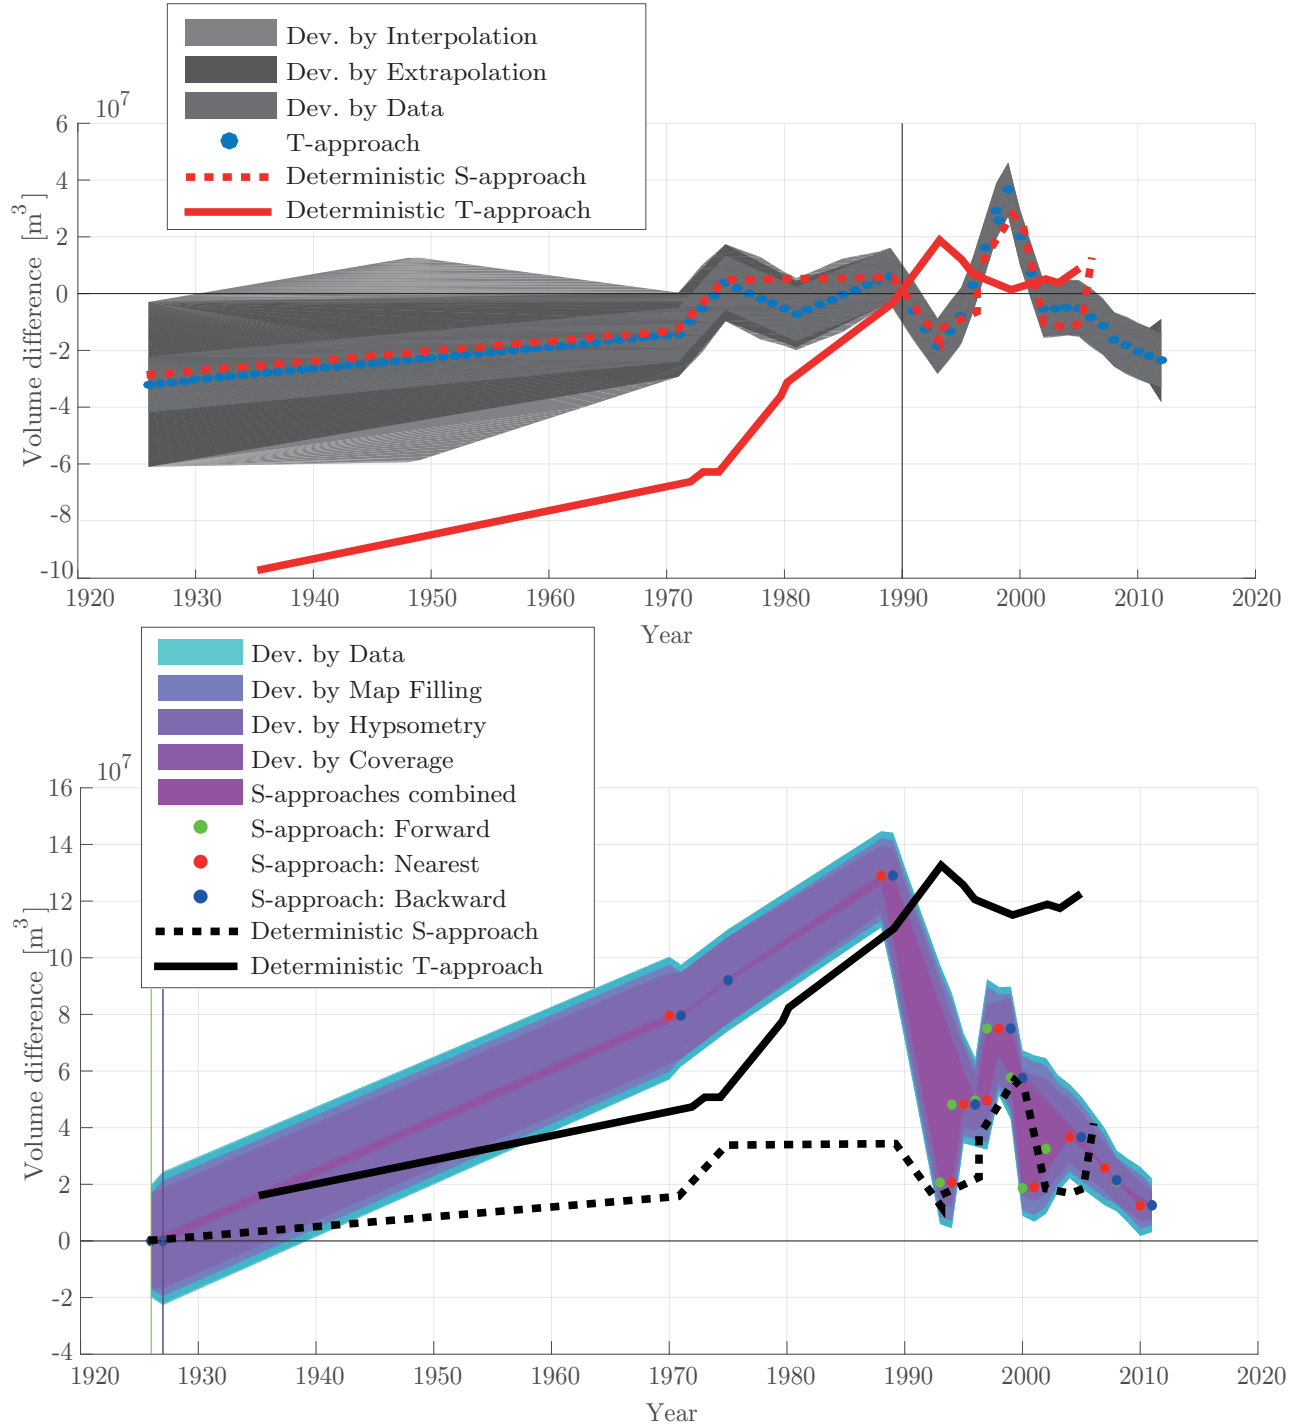 Dev. by Interpolation
Dev. by Extrapolation
Dev. by Data
T-approach
Deterministic S-approach
Deterministic T-approach
10^7
6
4
2
0
-2
-4
-6
-8
-10
Volume difference [m^3]
1920 1930 1940 1950 1960 1970 1980 1990 2000 2010 2020
Year
Dev. by Data
Dev. by Map Filling
Dev. by Hypsometry
Dev. by Coverage
S-approaches combined
S-approach: Forward
S-approach: Nearest
S-approach: Backward
Deterministic S-approach
Deterministic T-approach
10^7
16
14
12
10
8
6
4
2
0
-2
-4
Volume difference [m^3]
1920 1930 1940 1950 1960 1970 1980 1990 2000 2010 2020
Year